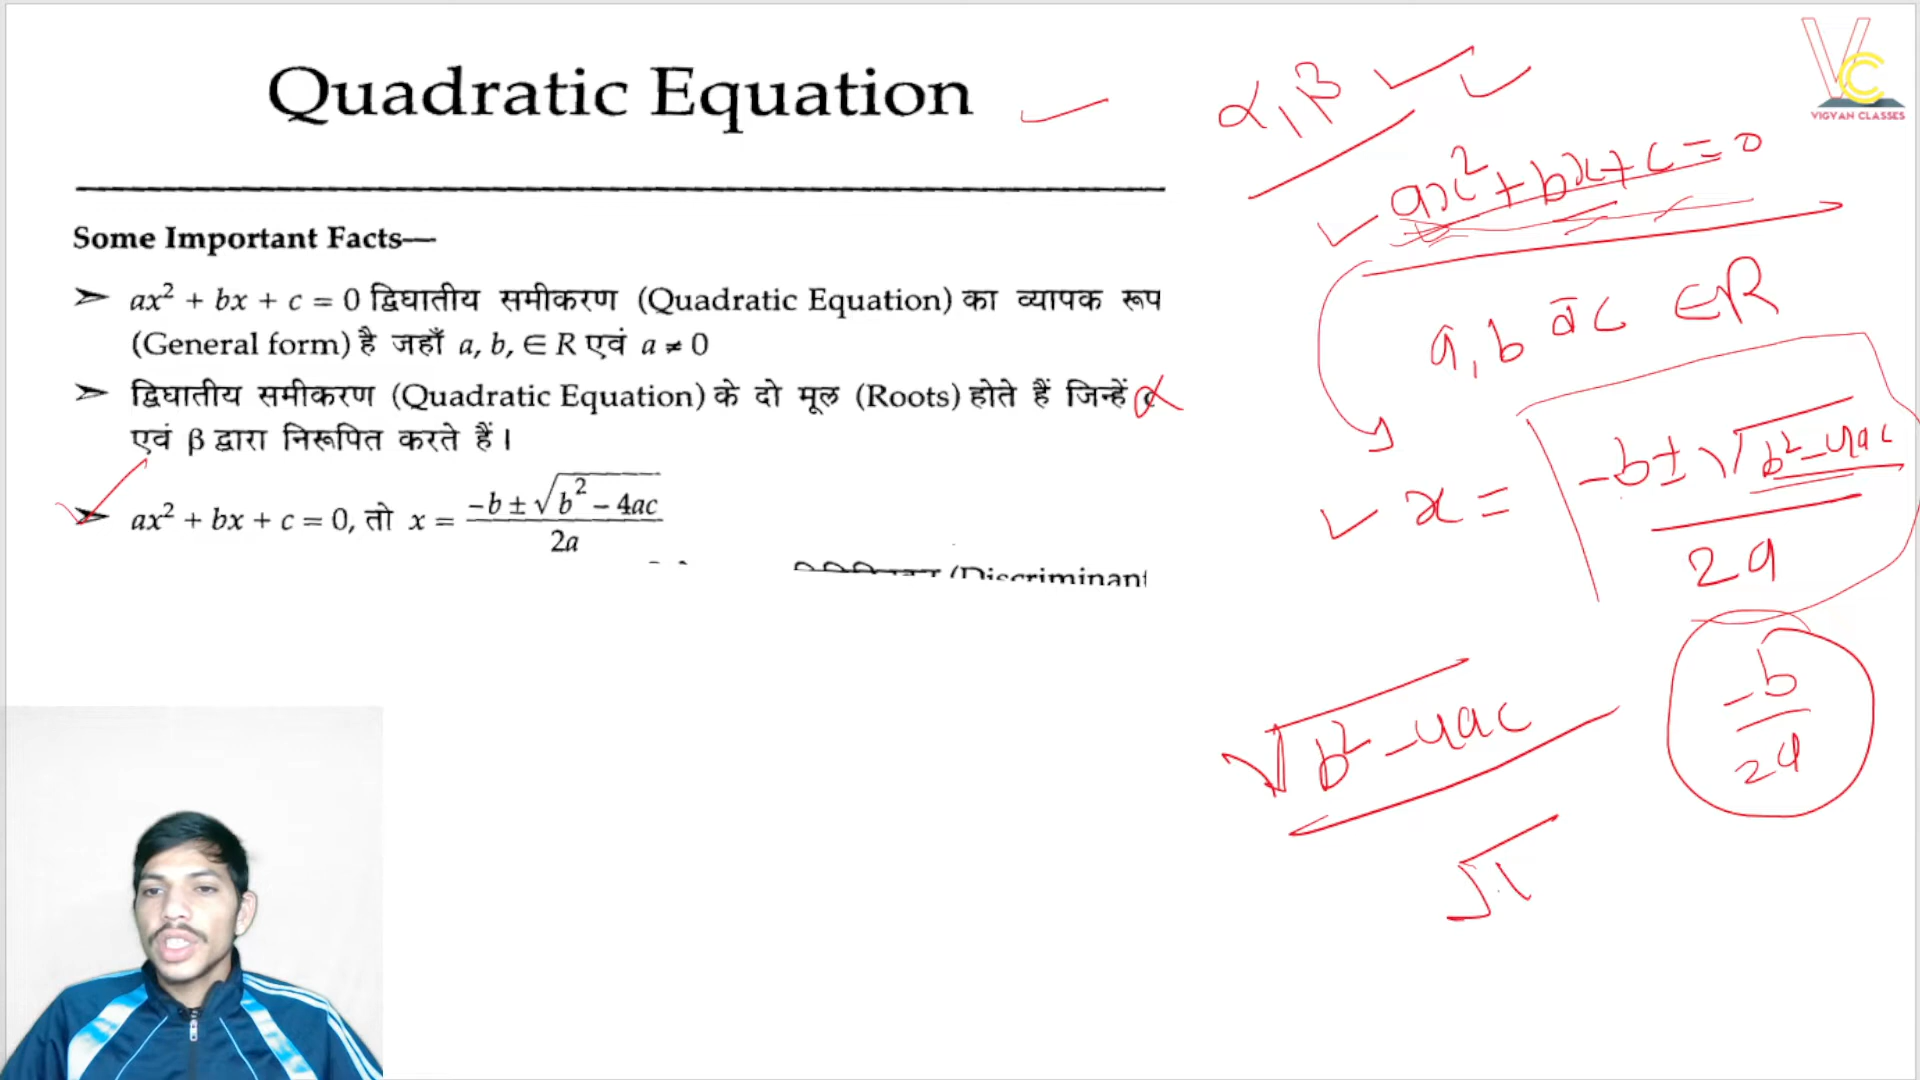 Quadratic Equation
Some Important Facts—
➢ ax² + bx + c = 0 द्विघातीय समीकरण (Quadratic Equation) का व्यापक रूप
(General form) है जहाँ a, b, ∈ R एवं a ≠ 0
➢ द्विघातीय समीकरण (Quadratic Equation) के दो मूल (Roots) होते हैं जिन्हें α
एवं β द्वारा निरूपित करते हैं।
➢ ax² + bx + c = 0, तो x = (-b ± √(b² - 4ac))/2a
(Discriminant
α, β
ax² + bx + c = 0
a, b, c ∈ R
x = (-b ± √(b² - 4ac))/2a
-b/2a
√(b² - 4ac)
VC
VIGYAN CLASSES